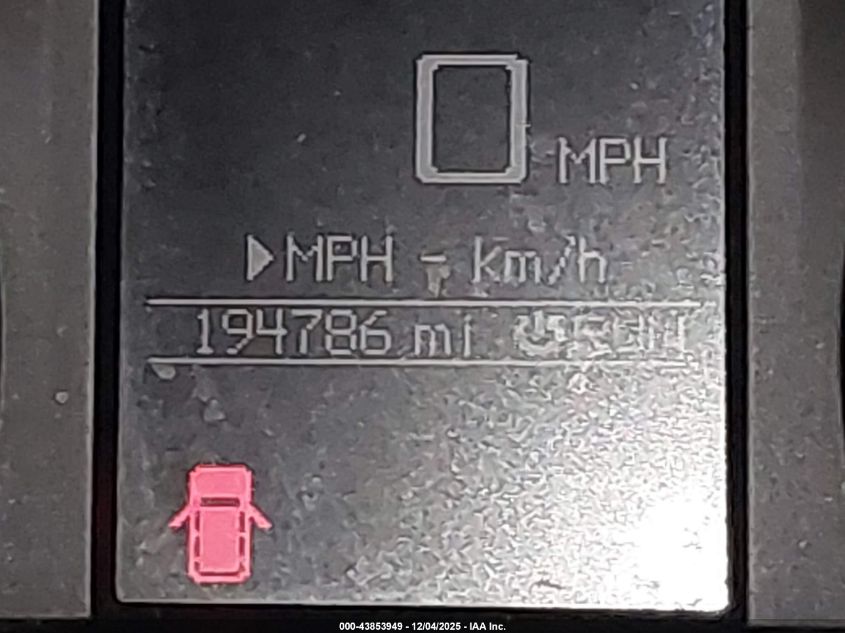 0 MPH
▶MPH - km/h
194786 mi
000-43853949 - 12/04/2025 - IAA Inc.